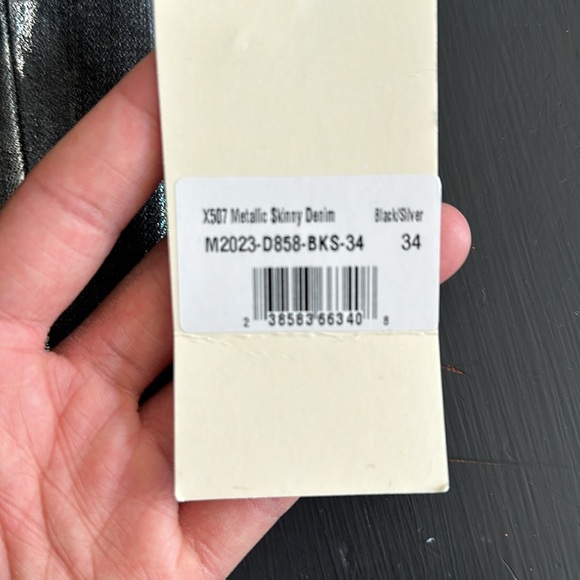 X507 Metallic Skinny Denim Black/Silver
M2023-D858-BKS-34 34
2 38583 66340 8